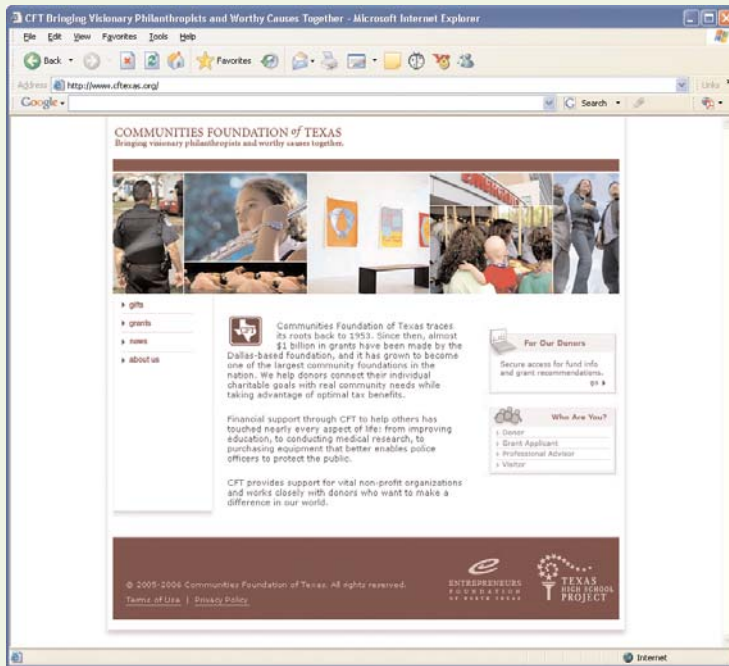 CFT Bringing Visionary Philanthropists and Worthy Causes Together - Microsoft Internet Explorer
File Edit View Favorites Tools Help
Back Favorites
Address http://www.cftexas.org/ Links
Google Search
COMMUNITIES FOUNDATION of TEXAS
Bringing visionary philanthropists and worthy causes together.
gifts
grants
news
about us
CFT
Communities Foundation of Texas traces
its roots back to 1953. Since then, almost
$1 billion in grants have been made by the
Dallas-based foundation, and it has grown to become
one of the largest community foundations in the
nation. We help donors connect their individual
charitable goals with real community needs while
taking advantage of optimal tax benefits.
Financial support through CFT to help others has
touched nearly every aspect of life: from improving
education, to conducting medical research, to
purchasing equipment that better enables police
officers to protect the public.
CFT provides support for vital non-profit organizations
and works closely with donors who want to make a
difference in our world.
For Our Donors
Secure access for fund info
and grant recommendations.
go
Who Are You?
Donor
Grant Applicant
Professional Advisor
Visitor
© 2005-2006 Communities Foundation of Texas. All rights reserved.
Terms of Use | Privacy Policy
ENTREPRENEURS
FOUNDATION
OF NORTH TEXAS
TEXAS
HIGH SCHOOL
PROJECT
Internet